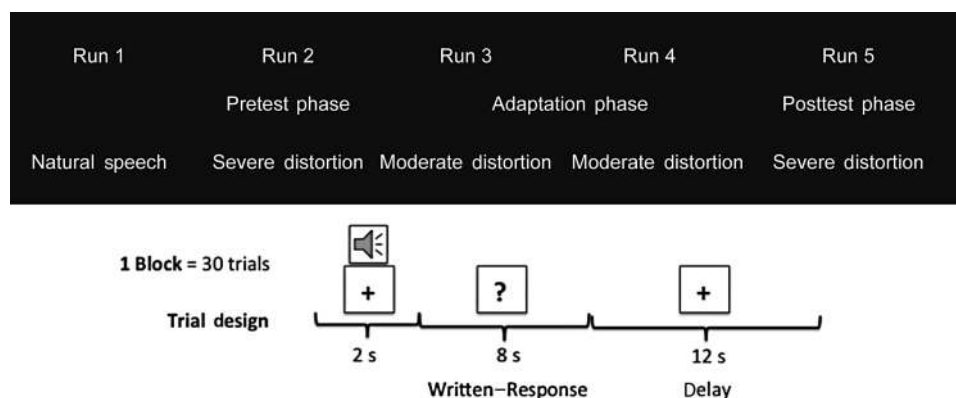 Run 1 Run 2 Run 3 Run 4 Run 5
Pretest phase Adaptation phase Posttest phase
Natural speech Severe distortion Moderate distortion Moderate distortion Severe distortion
1 Block = 30 trials
+ ? +
Trial design
2 s 8 s 12 s
Written–Response Delay